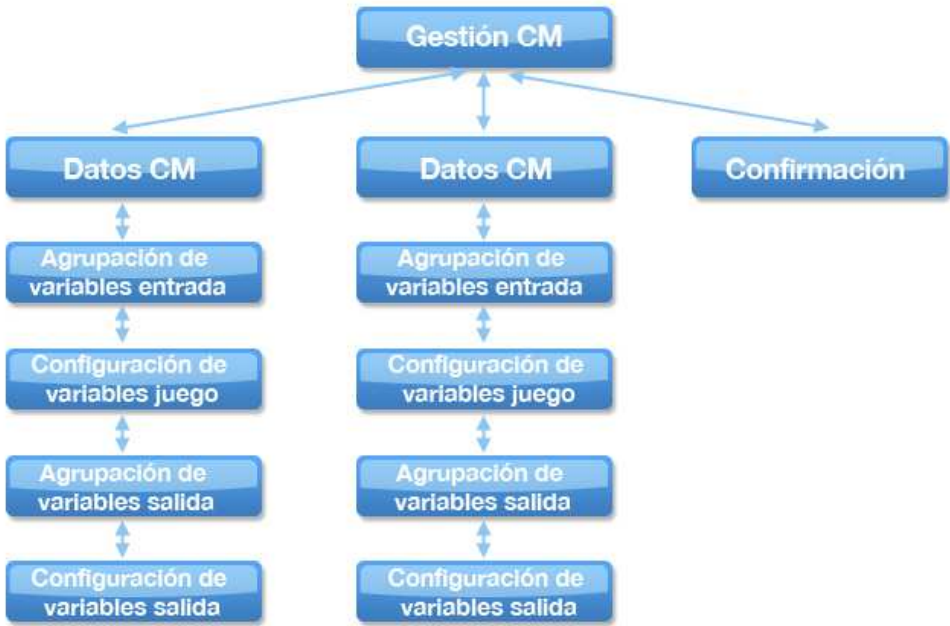 Gestión CM
Datos CM
Datos CM
Confirmación
Agrupación de
variables entrada
Agrupación de
variables entrada
Configuración de
variables juego
Configuración de
variables juego
Agrupación de
variables salida
Agrupación de
variables salida
Configuración de
variables salida
Configuración de
variables salida